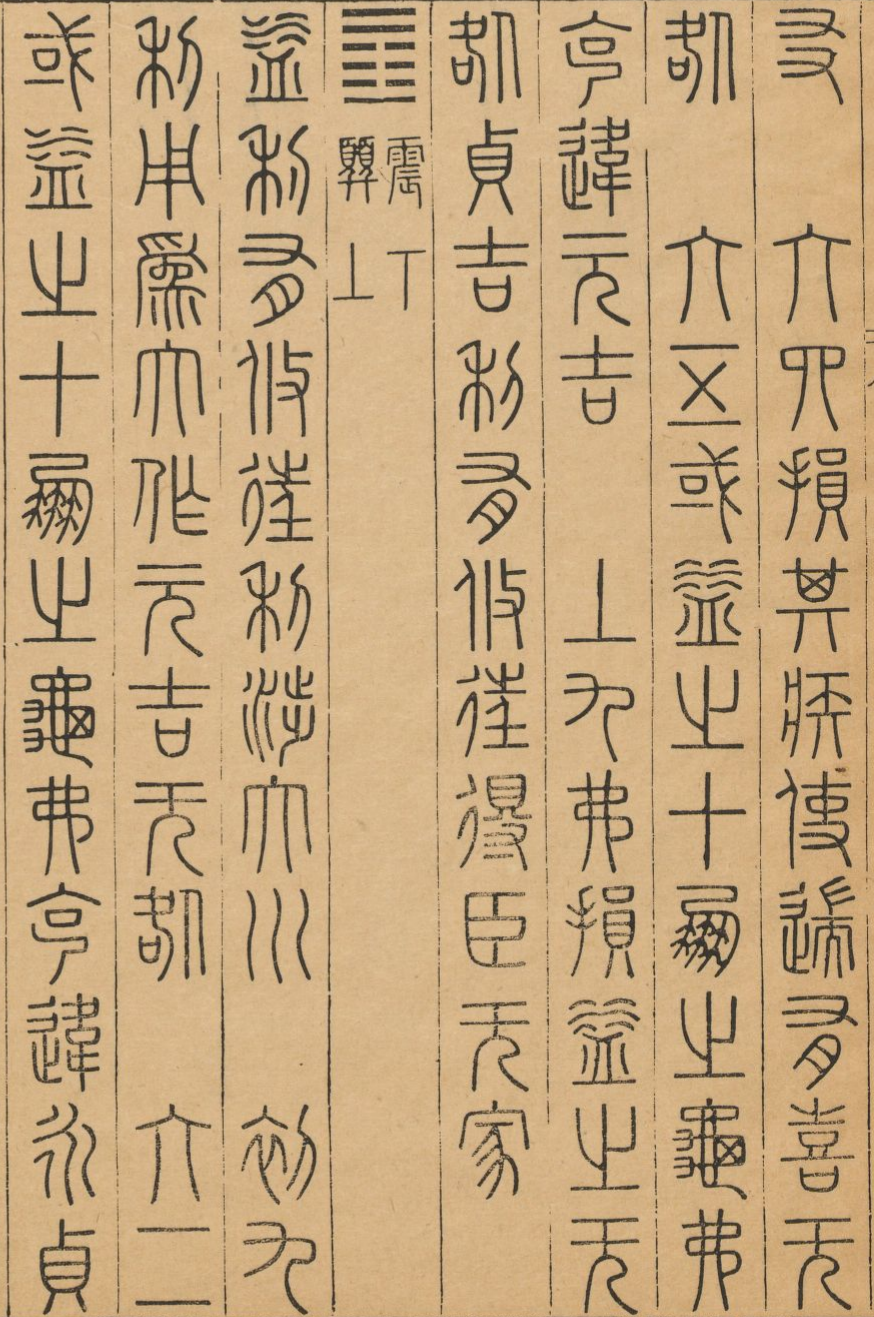 友 六四損其疾使遄有喜无
咎 六五或益之十朋之龜弗
克違元吉 上九弗損益之无
咎貞吉利有攸往得臣无家
䷩ 震下
巽上
益利有攸往利涉大川 初九
利用爲大作元吉无咎 六二
或益之十朋之龜弗克違永貞